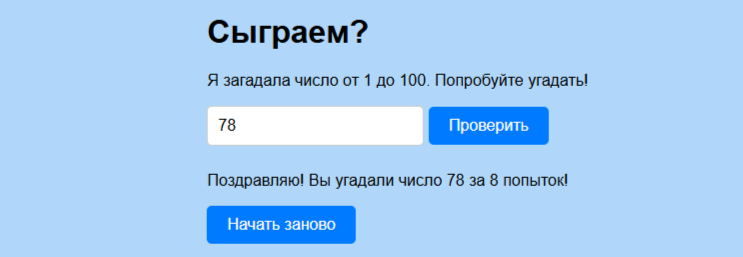 Сыграем?
Я загадала число от 1 до 100. Попробуйте угадать!
78 Проверить
Поздравляю! Вы угадали число 78 за 8 попыток!
Начать заново